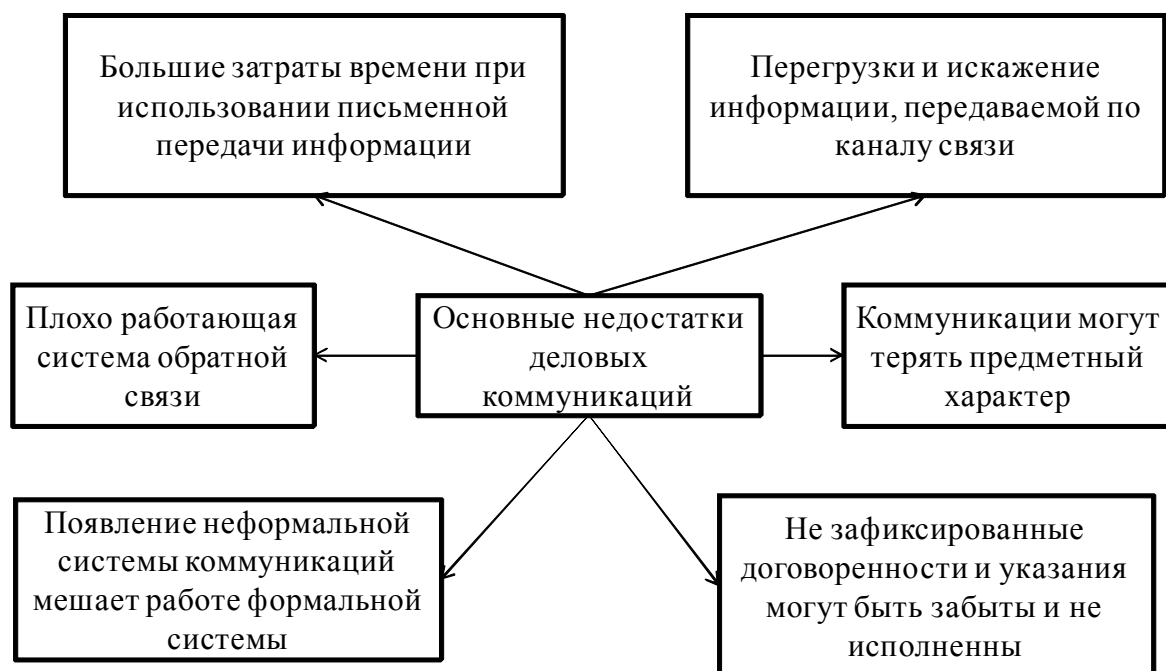 Большие затраты времени при
использовании письменной
передачи информации
Перегрузки и искажение
информации, передаваемой по
каналу связи
Плохо работающая
система обратной
связи
Основные недостатки
деловых
коммуникаций
Коммуникации могут
терять предметный
характер
Появление неформальной
системы коммуникаций
мешает работе формальной
системы
Не зафиксированные
договоренности и указания
могут быть забыты и не
исполненны